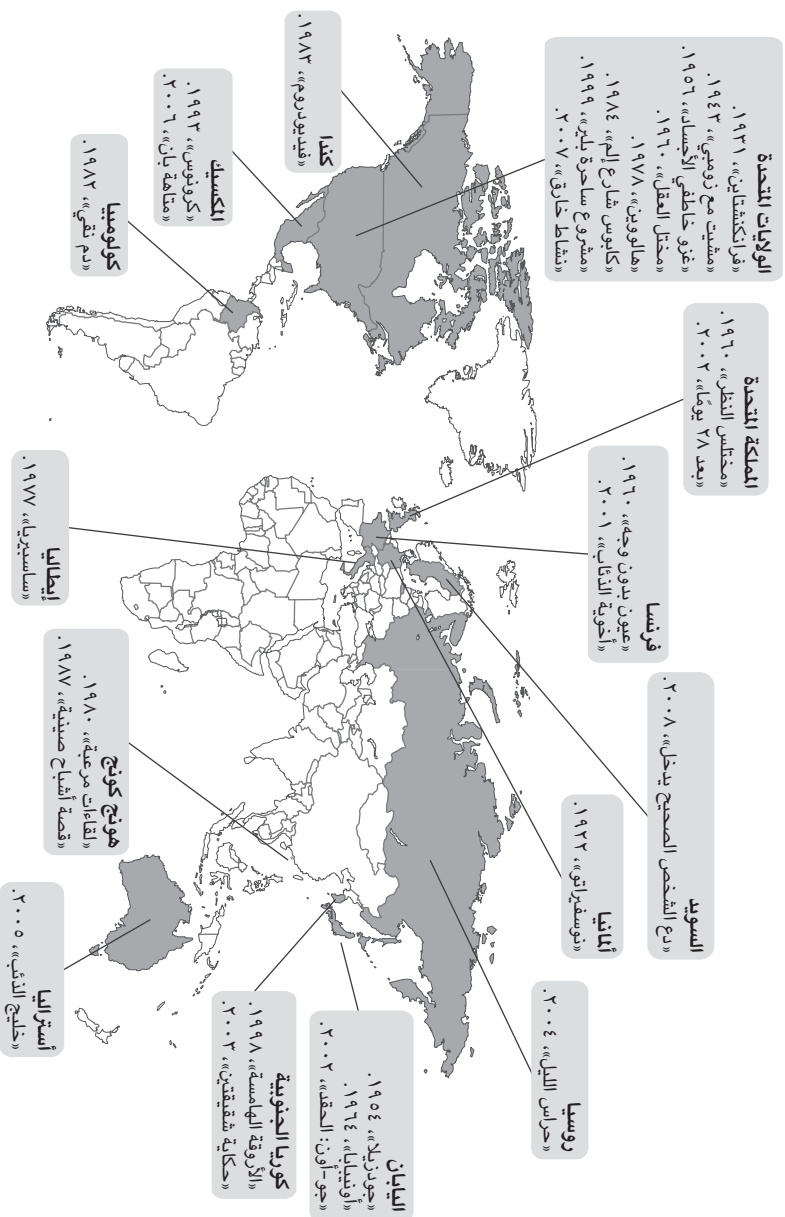 الولايات المتحدة
«فرانكنشتاين»، ١٩٣١.
«مشيت مع زومبي»، ١٩٤٣.
«غزو خاطفي الأجساد»، ١٩٥٦.
«مختل العقل»، ١٩٦٠.
«هالووين»، ١٩٧٨.
«كابوس شارع إلم»، ١٩٨٤.
«مشروع ساحرة بلير»، ١٩٩٩.
«نشاط خارق»، ٢٠٠٧.
كندا
«فيديودروم»، ١٩٨٣.
المكسيك
«كرونوس»، ١٩٩٣.
«متاهة بان»، ٢٠٠٦.
كولومبيا
«دم نقي»، ١٩٨٢.
المملكة المتحدة
«مختلس النظر»، ١٩٦٠.
«بعد ٢٨ يومًا»، ٢٠٠٢.
فرنسا
«عيون بدون وجه»، ١٩٦٠.
«أخوية الذئاب»، ٢٠٠١.
السويد
«دع الشخص الصحيح يدخل»، ٢٠٠٨.
ألمانيا
«نوسفيراتو»، ١٩٢٢.
روسيا
«حراس الليل»، ٢٠٠٤.
إيطاليا
«ساسبيريا»، ١٩٧٧.
هونج كونج
«لقاءات مرعبة»، ١٩٨٠.
«قصة أشباح صينية»، ١٩٨٧.
اليابان
«جودزيلا»، ١٩٥٤.
«أونيبابا»، ١٩٦٤.
«جو-أون: الحقد»، ٢٠٠٢.
كوريا الجنوبية
«الأروقة الهامسة»، ١٩٩٨.
«حكاية شقيقتين»، ٢٠٠٣.
أستراليا
«خليج الذئب»، ٢٠٠٥.